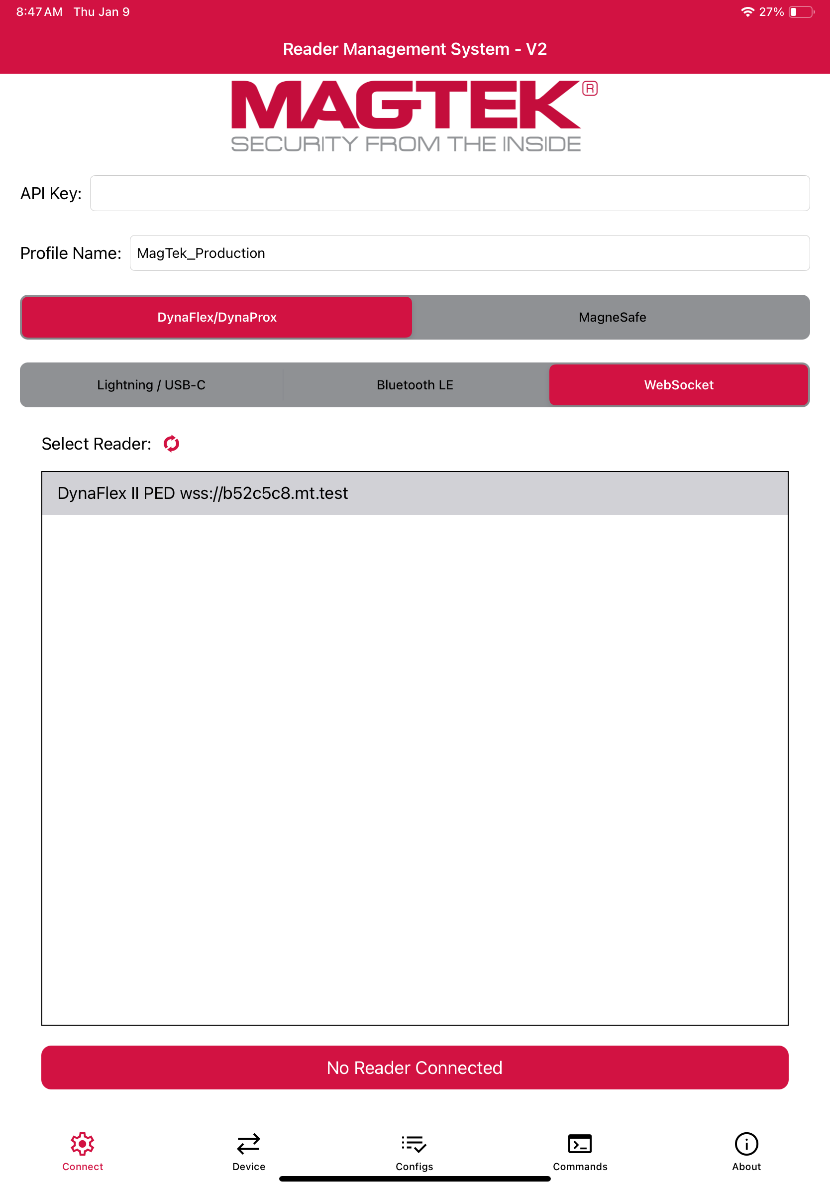 8:47 AM Thu Jan 9
27%
Reader Management System - V2
MAGTEK®
SECURITY FROM THE INSIDE
API Key:
Profile Name: MagTek_Production
DynaFlex/DynaProx MagneSafe
Lightning / USB-C Bluetooth LE WebSocket
Select Reader:
DynaFlex II PED wss://b52c5c8.mt.test
No Reader Connected
Connect Device Configs Commands About